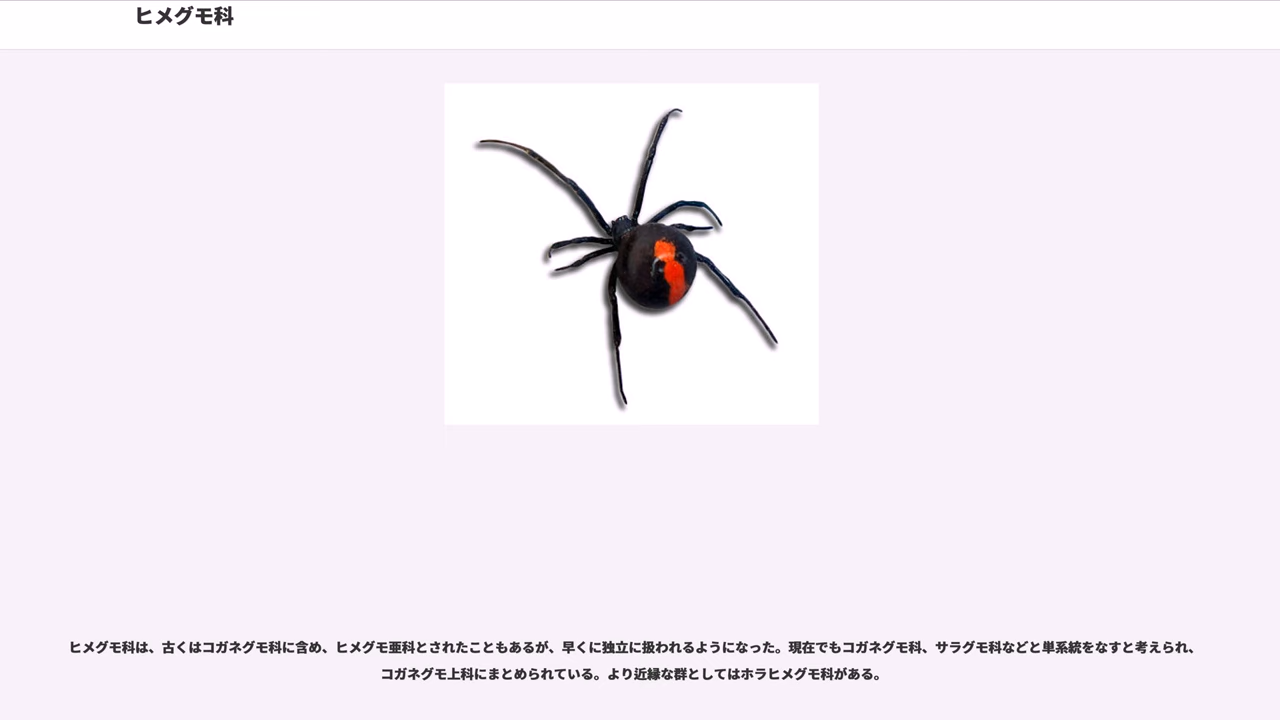 ヒメグモ科
ヒメグモ科は、古くはコガネグモ科に含め、ヒメグモ亜科とされたこともあるが、早くに独立に扱われるようになった。現在でもコガネグモ科、サラグモ科などと単系統をなすと考えられ、
コガネグモ上科にまとめられている。より近縁な群としてはホラヒメグモ科がある。